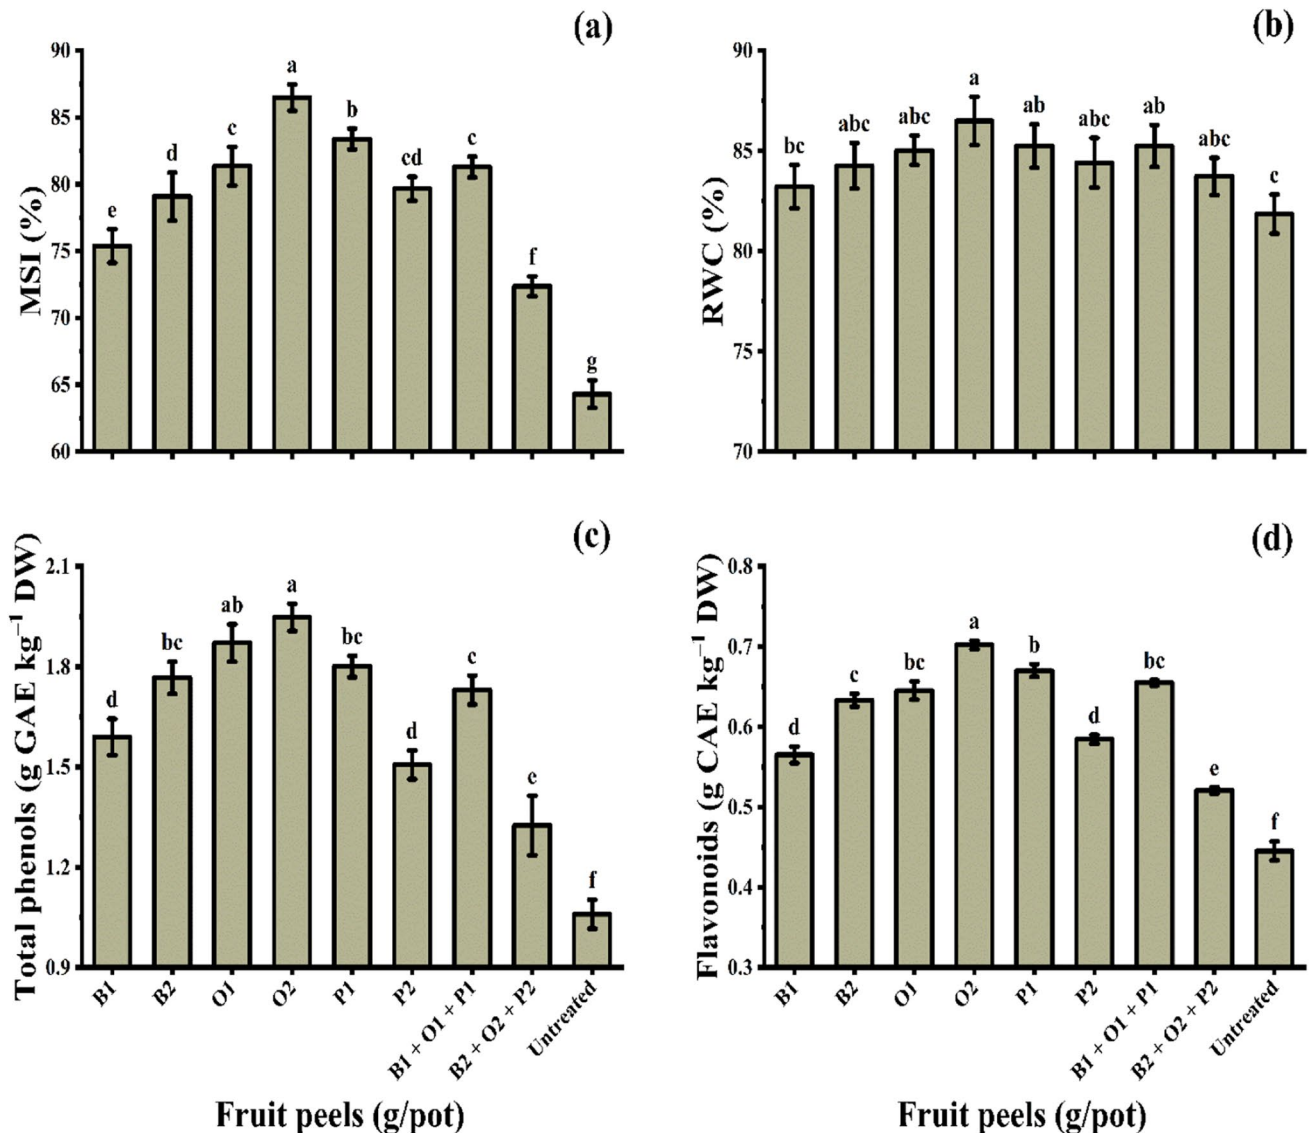 (a)
MSI (%)
90
85
80
75
70
65
60
e
d
c
a
b
cd
c
f
g
(b)
RWC (%)
90
85
80
75
70
bc
abc
abc
a
ab
abc
ab
abc
c
(c)
Total phenols (g GAE kg⁻¹ DW)
2.1
1.8
1.5
1.2
0.9
d
bc
ab
a
bc
d
c
e
f
B1
B2
O1
O2
P1
P2
B1 + O1 + P1
B2 + O2 + P2
Untreated
Fruit peels (g/pot)
(d)
Flavonoids (g CAE kg⁻¹ DW)
0.8
0.7
0.6
0.5
0.4
0.3
d
c
bc
a
b
d
bc
e
f
B1
B2
O1
O2
P1
P2
B1 + O1 + P1
B2 + O2 + P2
Untreated
Fruit peels (g/pot)